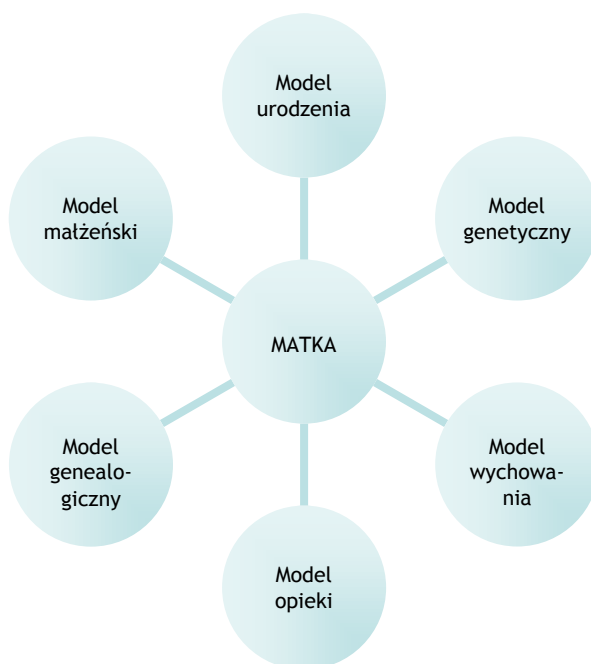 Model
urodzenia
Model
małżeński
Model
genetyczny
MATKA
Model
genealo-
giczny
Model
wychowa-
nia
Model
opieki